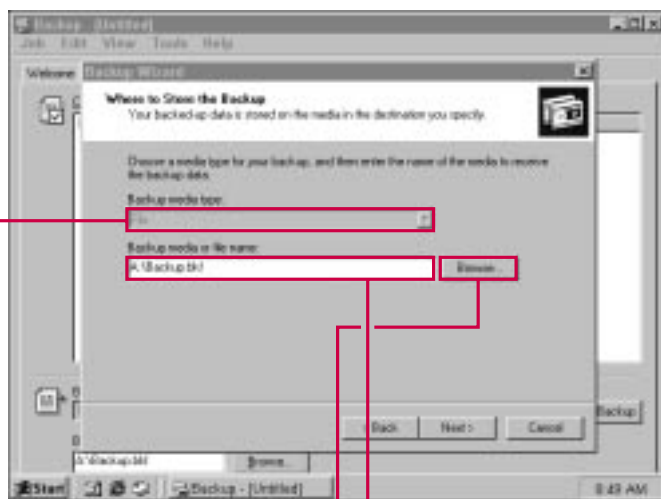 Backup - [Untitled]
Job Edit View Tools Help
Welcome
Backup Wizard
Where to Store the Backup
Your backed-up data is stored on the media in the destination you specify.
Choose a media type for your backup, and then enter the name of the media to receive
the backup data.
Backup media type:
File
Backup media or file name:
A:\Backup.bkf
Browse...
< Back
Next >
Cancel
Backup
A:\Backup.bkf
Browse...
Start
Backup - [Untitled]
8:49 AM